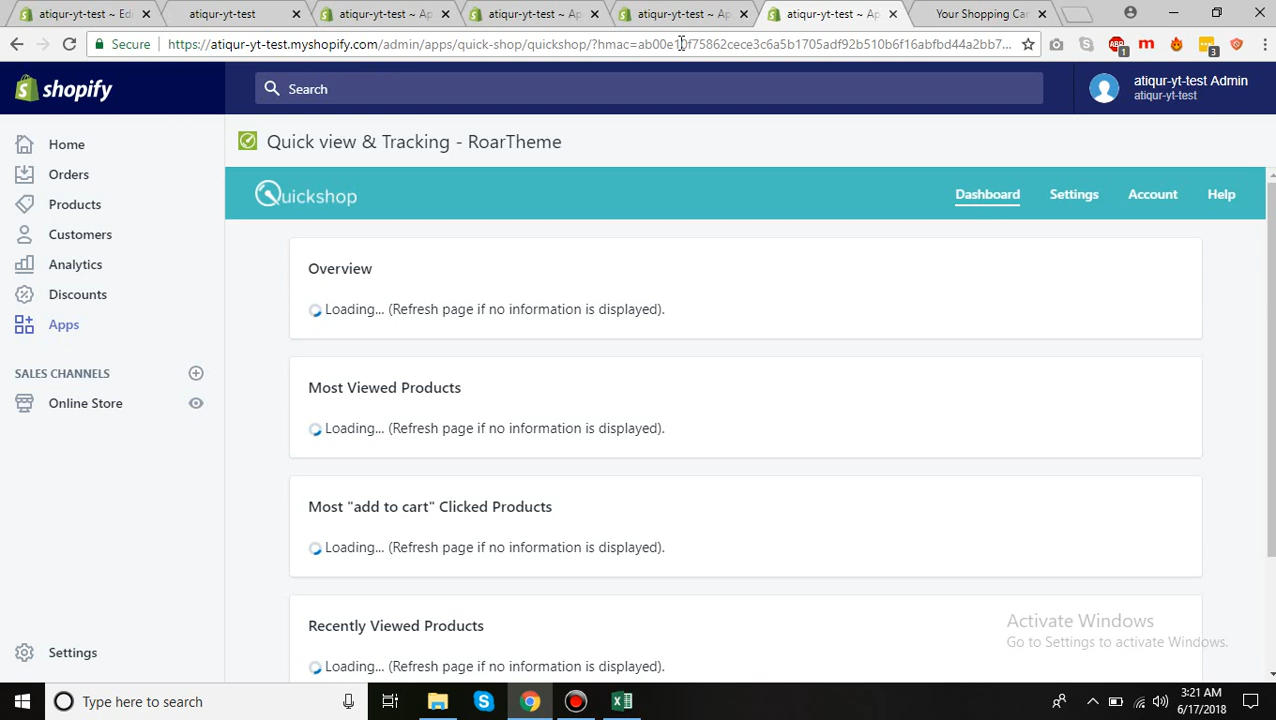 atiqur-yt-test ~ Edi
atiqur-yt-test
atiqur-yt-test ~ Ap
atiqur-yt-test ~ Ap
atiqur-yt-test ~ Ap
atiqur-yt-test ~ Ap
Your Shopping Car
Secure
https://atiqur-yt-test.myshopify.com/admin/apps/quick-shop/quickshop/?hmac=ab00e10f75862cece3c6a5b1705adf92b510b6f16abfbd44a2bb7...
shopify
Search
atiqur-yt-test Admin
atiqur-yt-test
Home
Orders
Products
Customers
Analytics
Discounts
Apps
SALES CHANNELS
Online Store
Settings
Quick view & Tracking - RoarTheme
Quickshop
Dashboard
Settings
Account
Help
Overview
Loading... (Refresh page if no information is displayed).
Most Viewed Products
Loading... (Refresh page if no information is displayed).
Most "add to cart" Clicked Products
Loading... (Refresh page if no information is displayed).
Recently Viewed Products
Loading... (Refresh page if no information is displayed).
Activate Windows
Go to Settings to activate Windows.
Type here to search
3:21 AM
6/17/2018